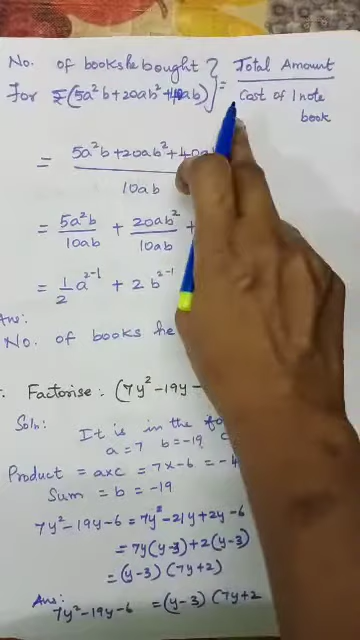 No. of books he bought } = Total Amount
For ₹(5a²b+20ab²+40ab) cost of 1 note
book
= 5a²b+20ab²+40ab
10ab
= 5a²b/10ab + 20ab²/10ab +
= 1/2 a²⁻¹ + 2 b²⁻¹ +
Ans:
No. of books he
Factorise: (7y²-19y-
Soln: It is in the
a=7 b=-19 c
Product = axc = 7x-6 = -4
Sum = b = -19
7y²-19y-6 = 7y²-21y+2y-6
= 7y(y-3)+2(y-3)
= (y-3) (7y+2)
Ans:
7y²-19y-6 = (y-3) (7y+2